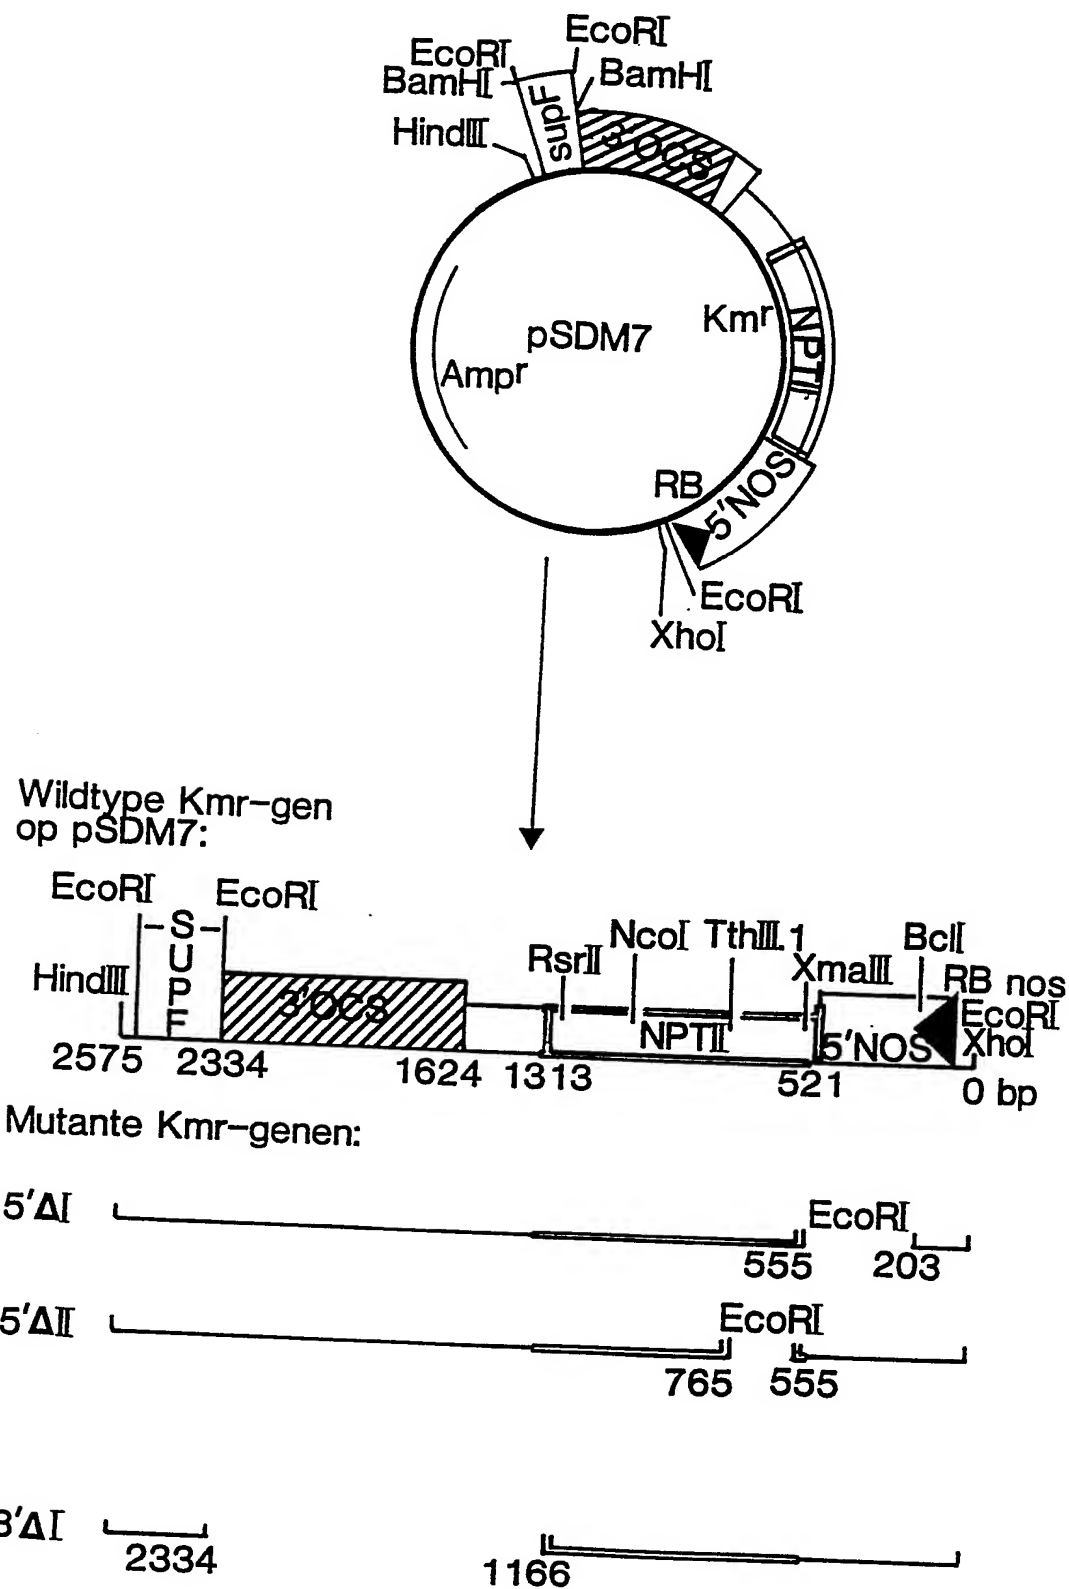 EcoRI
EcoRI
BamHI
BamHI
HindIII
supF
3'OCS
Kmr
NPTII
pSDM7
Ampr
RB
5'NOS
EcoRI
XhoI
Wildtype Kmr-gen
op pSDM7:
EcoRI
EcoRI
SUPF
HindIII
3'OCS
RsrII
NcoI
TthIII.1
XmaIII
BclI
RB nos
EcoRI
XhoI
NPTII
5'NOS
2575
2334
1624
1313
521
0 bp
Mutante Kmr-genen:
5'ΔI
EcoRI
555
203
5'ΔII
EcoRI
765
555
3'ΔI
2334
1166